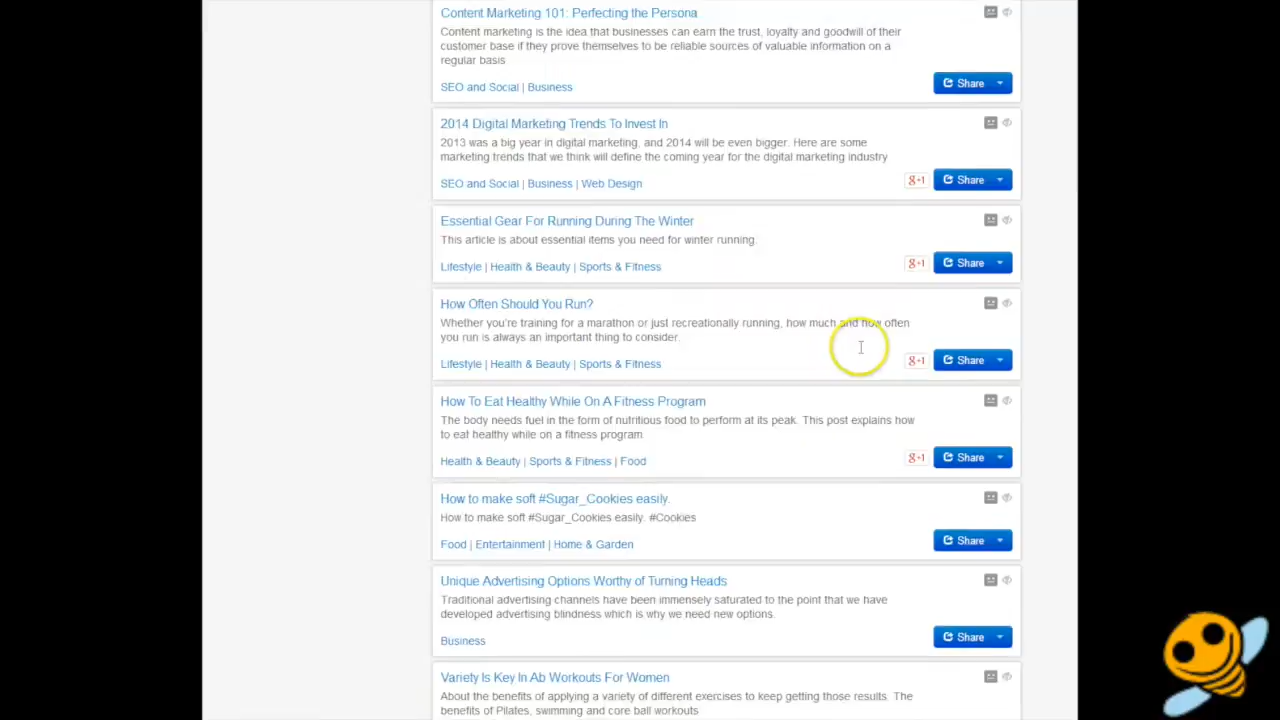 Content Marketing 101: Perfecting the Persona
Content marketing is the idea that businesses can earn the trust, loyalty and goodwill of their
customer base if they prove themselves to be reliable sources of valuable information on a
regular basis
SEO and Social | Business
Share
2014 Digital Marketing Trends To Invest In
2013 was a big year in digital marketing, and 2014 will be even bigger. Here are some
marketing trends that we think will define the coming year for the digital marketing industry
SEO and Social | Business | Web Design
g+1 Share
Essential Gear For Running During The Winter
This article is about essential items you need for winter running.
Lifestyle | Health & Beauty | Sports & Fitness
g+1 Share
How Often Should You Run?
Whether you're training for a marathon or just recreationally running, how much and how often
you run is always an important thing to consider.
Lifestyle | Health & Beauty | Sports & Fitness
g+1 Share
How To Eat Healthy While On A Fitness Program
The body needs fuel in the form of nutritious food to perform at its peak. This post explains how
to eat healthy while on a fitness program.
Health & Beauty | Sports & Fitness | Food
g+1 Share
How to make soft #Sugar_Cookies easily.
How to make soft #Sugar_Cookies easily. #Cookies
Food | Entertainment | Home & Garden
Share
Unique Advertising Options Worthy of Turning Heads
Traditional advertising channels have been immensely saturated to the point that we have
developed advertising blindness which is why we need new options.
Business
Share
Variety Is Key In Ab Workouts For Women
About the benefits of applying a variety of different exercises to keep getting those results. The
benefits of Pilates, swimming and core ball workouts